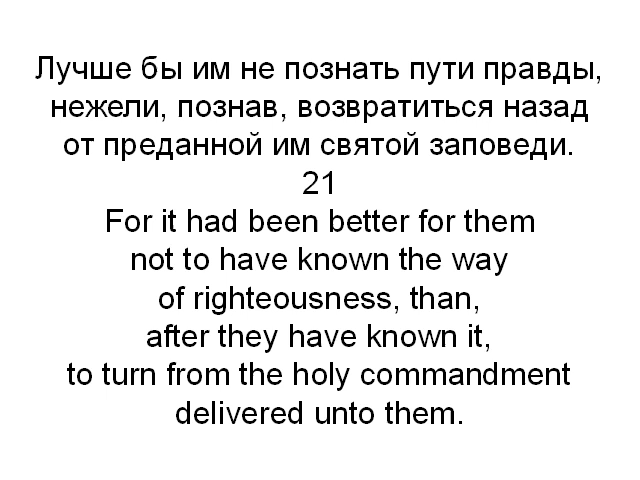 Лучше бы им не познать пути правды,
нежели, познав, возвратиться назад
от преданной им святой заповеди.
21
For it had been better for them
not to have known the way
of righteousness, than,
after they have known it,
to turn from the holy commandment
delivered unto them.